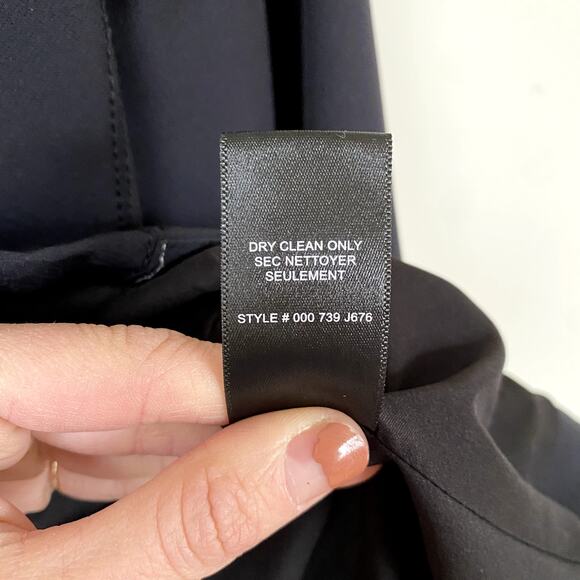 DRY CLEAN ONLY
SEC NETTOYER
SEULEMENT
STYLE # 000 739 J676